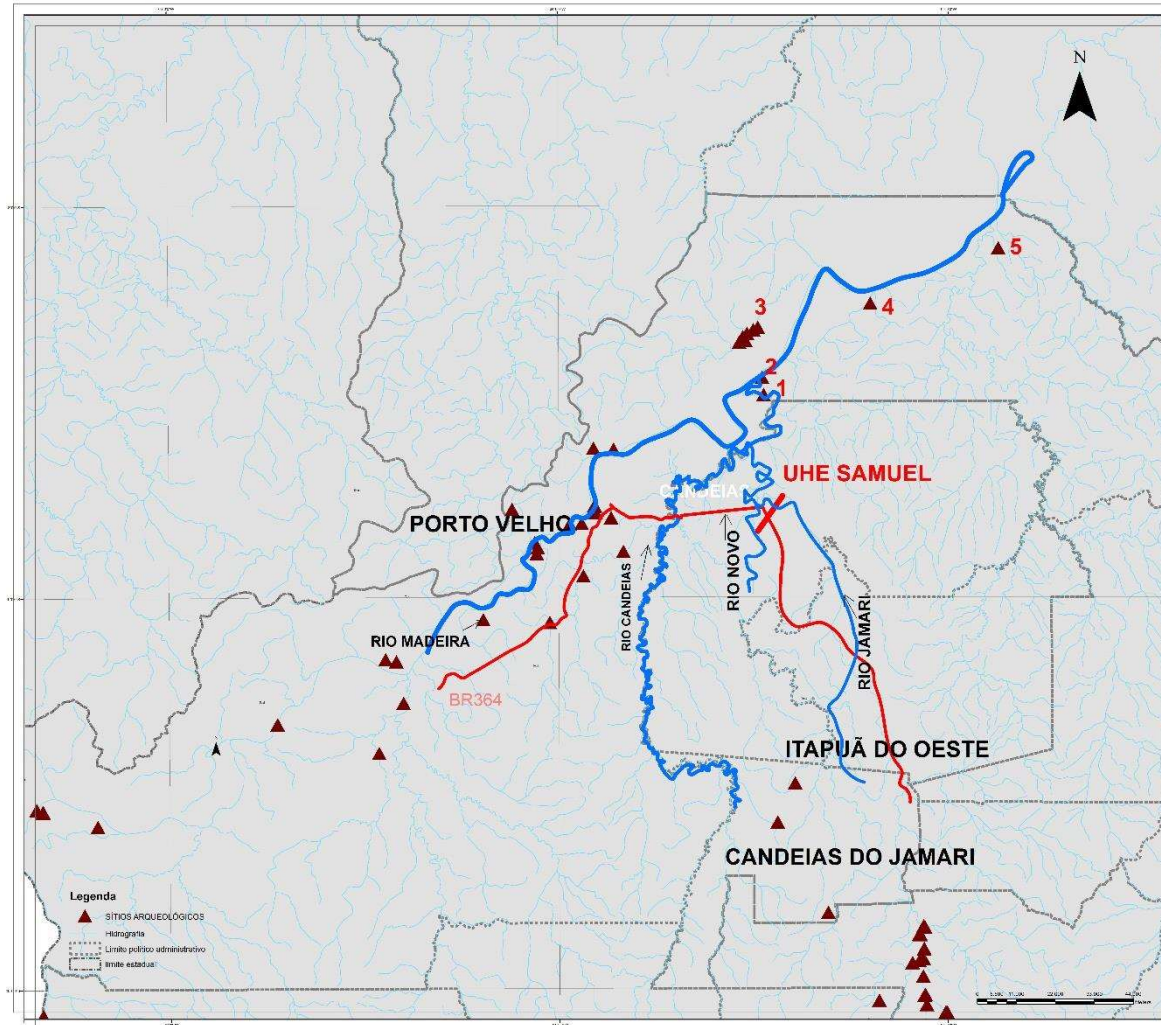 N
5
3
4
2
1
UHE SAMUEL
CANDEIAS
PORTO VELHO
RIO NOVO
RIO CANDEIAS
RIO MADEIRA
RIO JAMARI
BR364
ITAPUÃ DO OESTE
CANDEIAS DO JAMARI
Legenda
SÍTIOS ARQUEOLÓGICOS
Hidrografia
Limite político administrativo
limite estadual